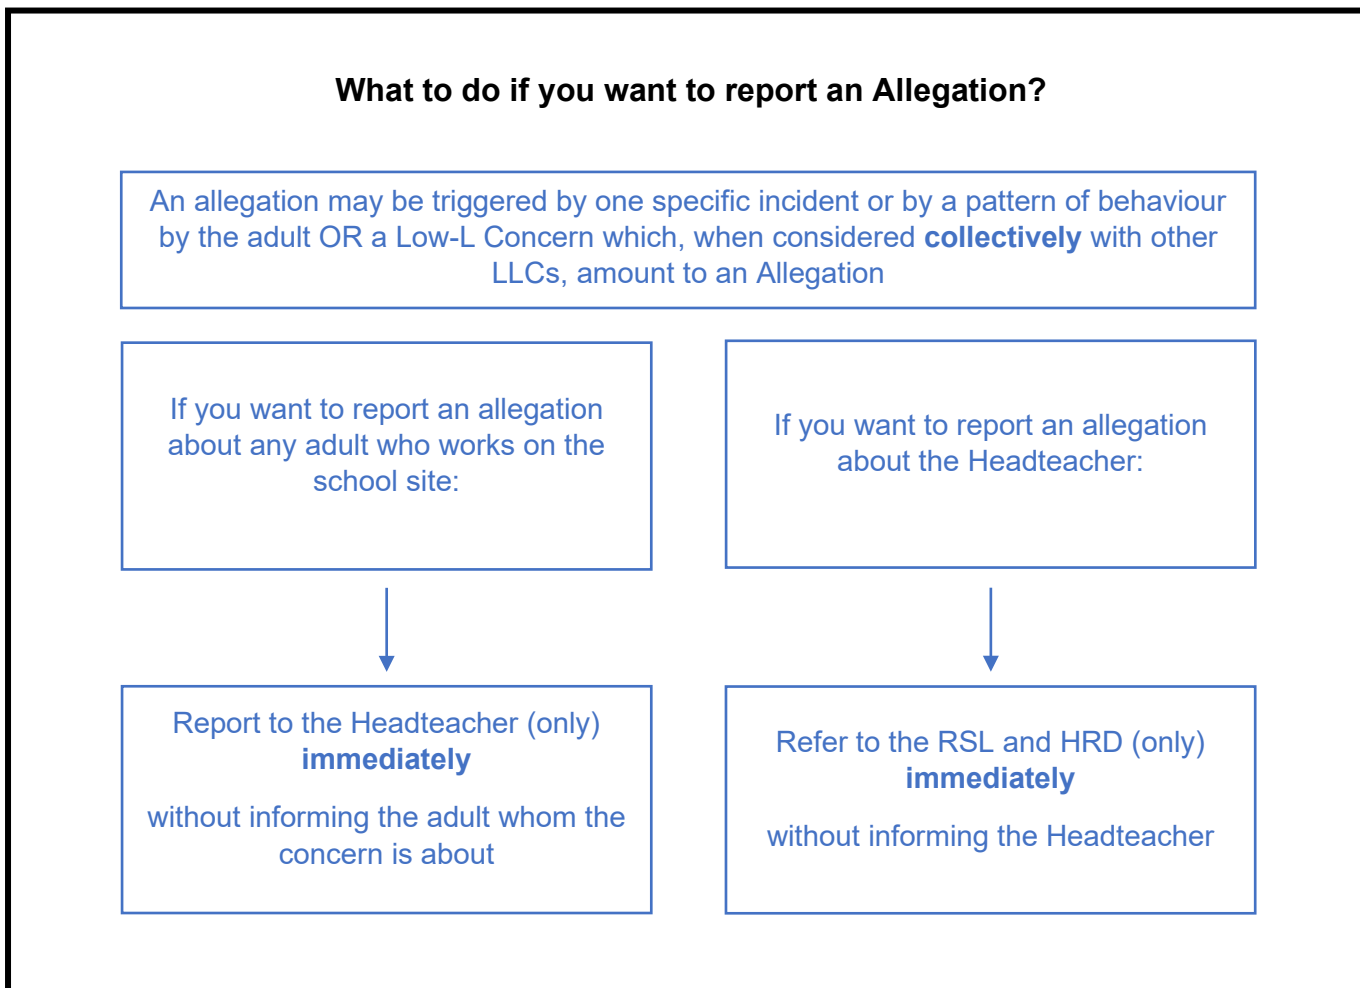 What to do if you want to report an Allegation?
An allegation may be triggered by one specific incident or by a pattern of behaviour
by the adult OR a Low-L Concern which, when considered collectively with other
LLCs, amount to an Allegation
If you want to report an allegation
about any adult who works on the
school site:
If you want to report an allegation
about the Headteacher:
Report to the Headteacher (only)
immediately
without informing the adult whom the
concern is about
Refer to the RSL and HRD (only)
immediately
without informing the Headteacher